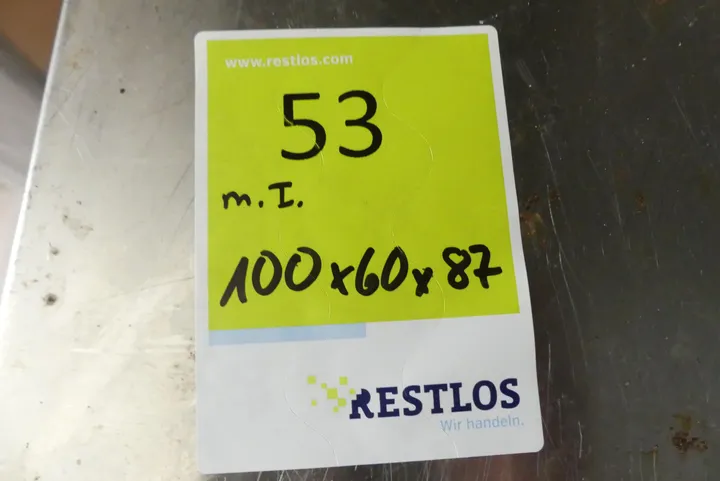 www.restlos.com
53
m. I.
100x60x87
RESTLOS
Wir handeln.